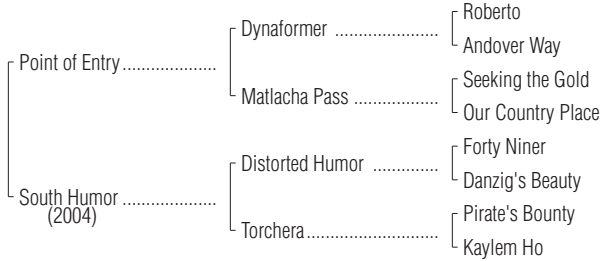 Roberto
Dynaformer ..................
Andover Way
Point of Entry ................
Seeking the Gold
Matlacha Pass ...............
Our Country Place
Forty Niner
Distorted Humor ............
Danzig's Beauty
South Humor .................
(2004)
Pirate's Bounty
Torchera .......................
Kaylem Ho